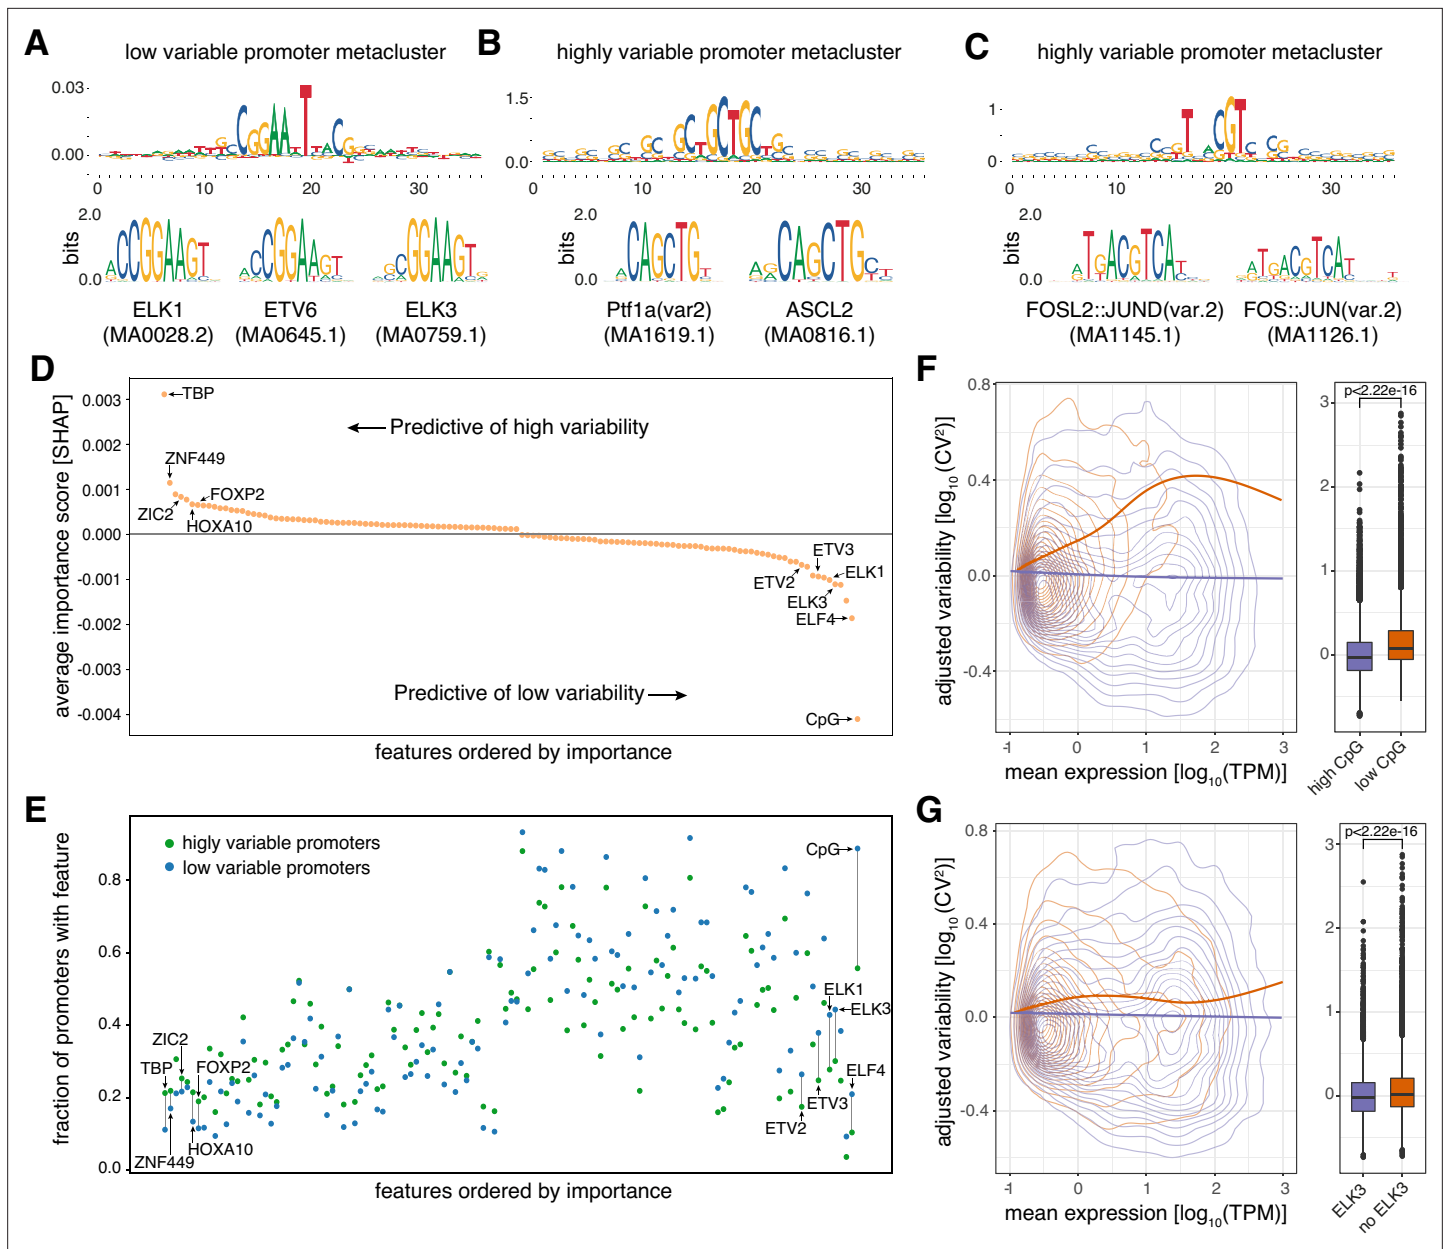 A
low variable promoter metacluster
0.03
0.00
0 10 20 30
bits
2.0
0.0
ELK1
(MA0028.2)
ETV6
(MA0645.1)
ELK3
(MA0759.1)
B
highly variable promoter metacluster
1.5
0.0
0 10 20 30
bits
2.0
0.0
Ptf1a(var2)
(MA1619.1)
ASCL2
(MA0816.1)
C
highly variable promoter metacluster
1
0
0 10 20 30
bits
2.0
0.0
FOSL2::JUND(var.2)
(MA1145.1)
FOS::JUN(var.2)
(MA1126.1)
D
average importance score [SHAP]
0.003
0.002
0.001
0.000
-0.001
-0.002
-0.003
-0.004
TBP
Predictive of high variability
ZNF449
FOXP2
ZIC2
HOXA10
ETV3
ETV2
ELK1
ELK3
ELF4
Predictive of low variability
CpG
features ordered by importance
E
fraction of promoters with feature
0.8
0.6
0.4
0.2
0.0
higly variable promoters
low variable promoters
CpG
ELK1
ELK3
ZIC2
TBP
FOXP2
ELF4
ETV3
ETV2
HOXA10
ZNF449
features ordered by importance
F
adjusted variability [log10(CV²)]
0.8
0.4
0.0
-0.4
-1 0 1 2 3
mean expression [log10(TPM)]
p<2.22e-16
3
2
1
0
high CpG
low CpG
G
adjusted variability [log10(CV²)]
0.8
0.4
0.0
-0.4
-1 0 1 2 3
mean expression [log10(TPM)]
p<2.22e-16
3
2
1
0
ELK3
no ELK3